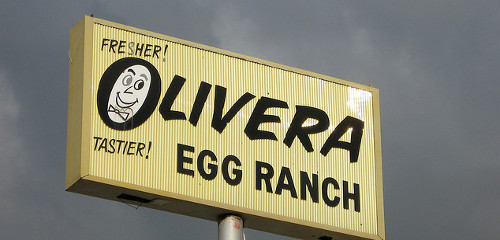 FRESHER!
OLIVERA
TASTIER!
EGG RANCH